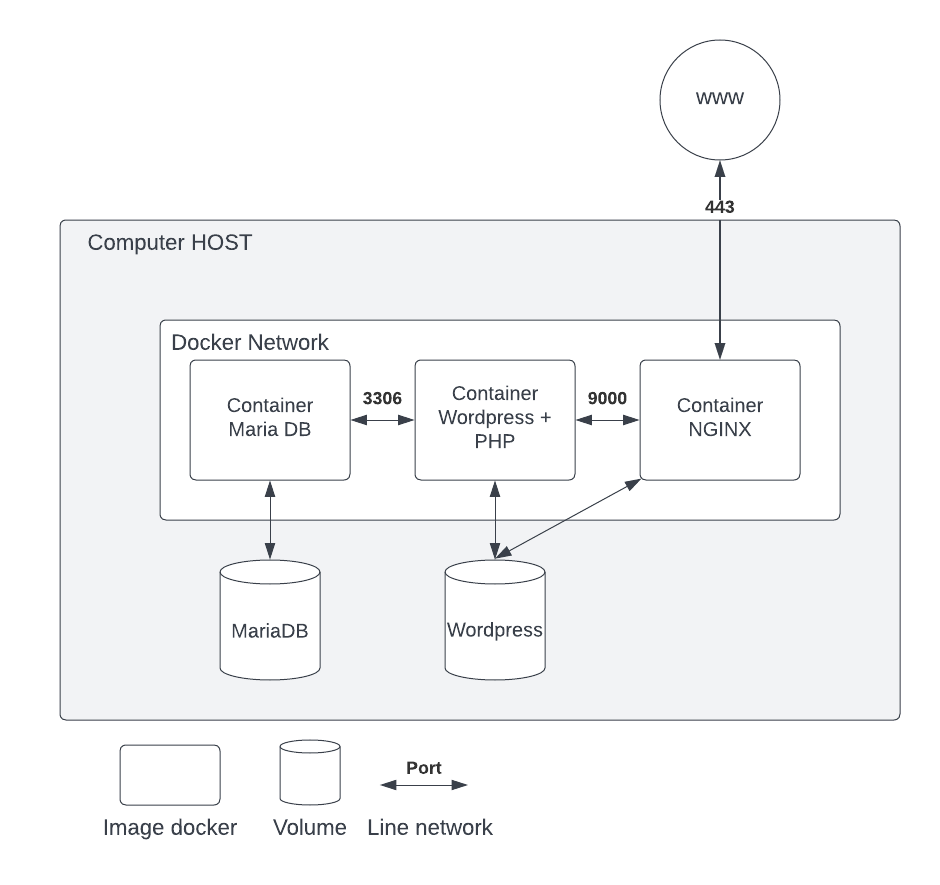 www
443
Computer HOST
Docker Network
Container
Maria DB
3306
Container
Wordpress +
PHP
9000
Container
NGINX
MariaDB
Wordpress
Port
Image docker
Volume
Line network